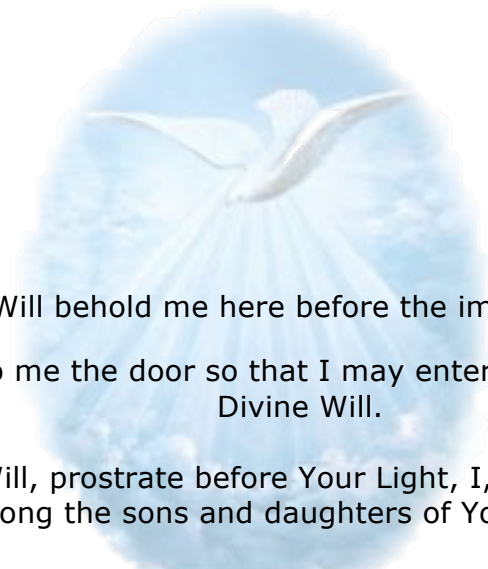 Will behold me here before the im
o me the door so that I may enter
Divine Will.
ill, prostrate before Your Light, I,
ong the sons and daughters of Yo